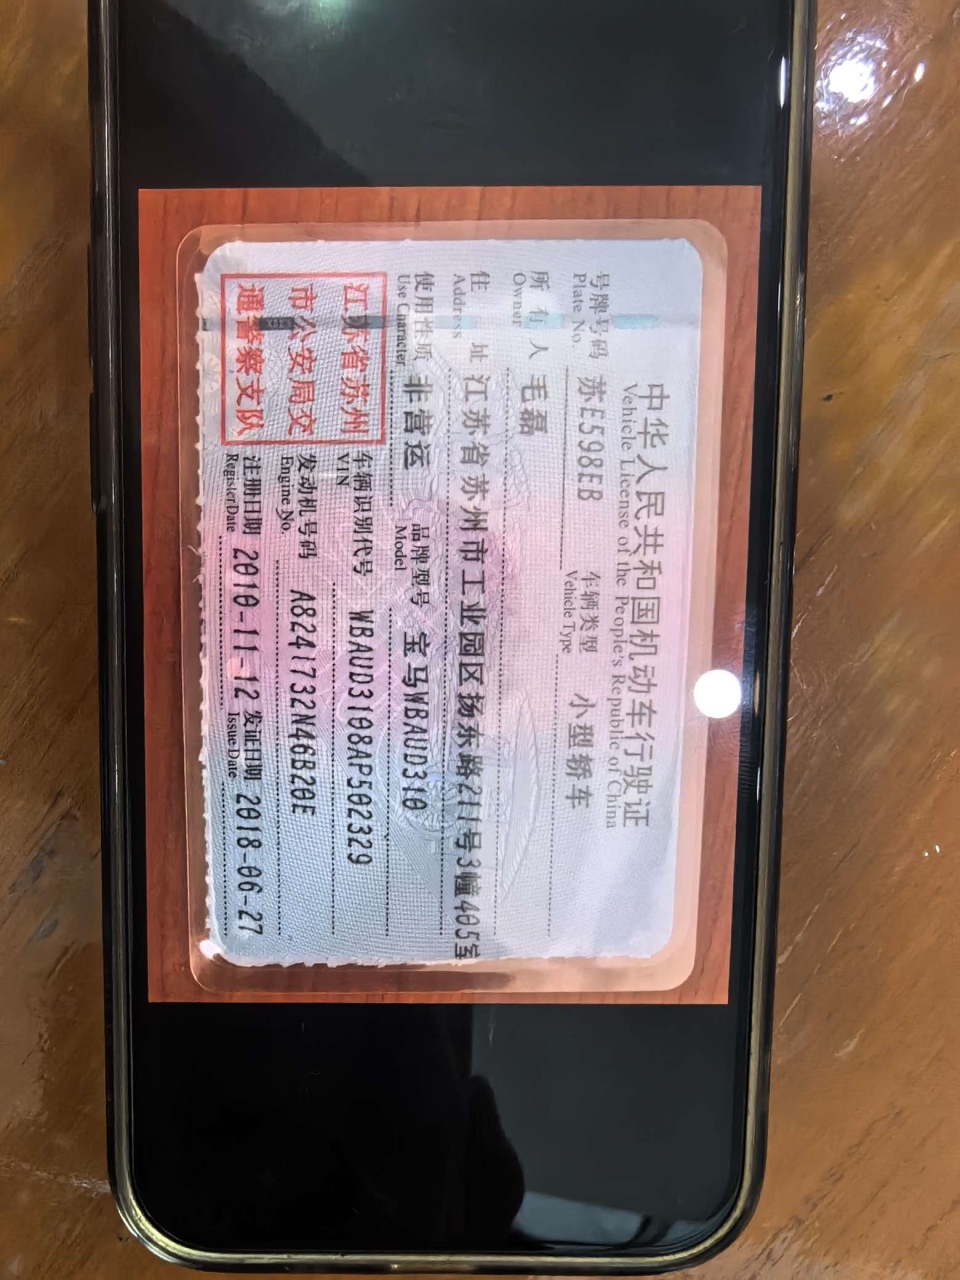 中华人民共和国机动车行驶证
Vehicle License of the People's Republic of China
号牌号码 苏E598EB 车辆类型 小型轿车
Plate No. Vehicle Type
所有人 毛磊
Owner
住址 江苏省苏州市工业园区扬东路211号3幢405室
Address
使用性质 非营运 品牌型号 宝马WBAUD310
Use Character Model
江苏省苏州
市公安局交
通警察支队
车辆识别代号 WBAUD3108AP502329
VIN
发动机号码 A8241732N46B20E
Engine No.
注册日期 2010-11-12 发证日期 2018-06-27
Register Date Issue Date